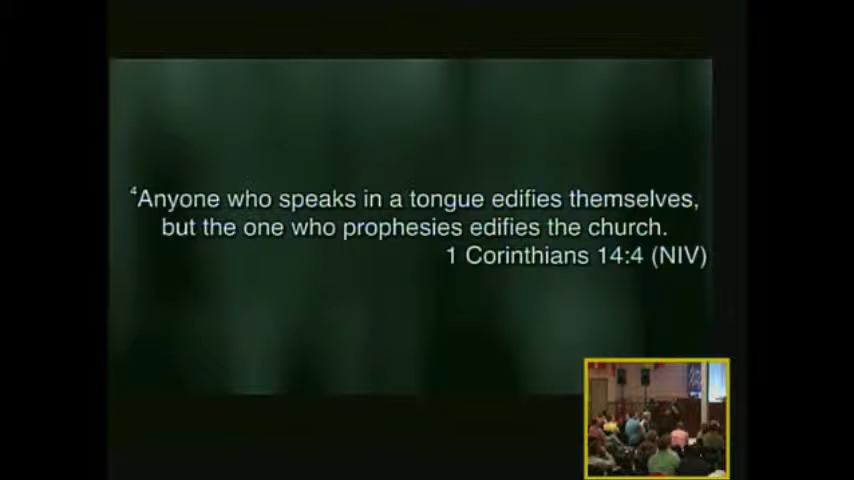 ⁴Anyone who speaks in a tongue edifies themselves,
but the one who prophesies edifies the church.
1 Corinthians 14:4 (NIV)